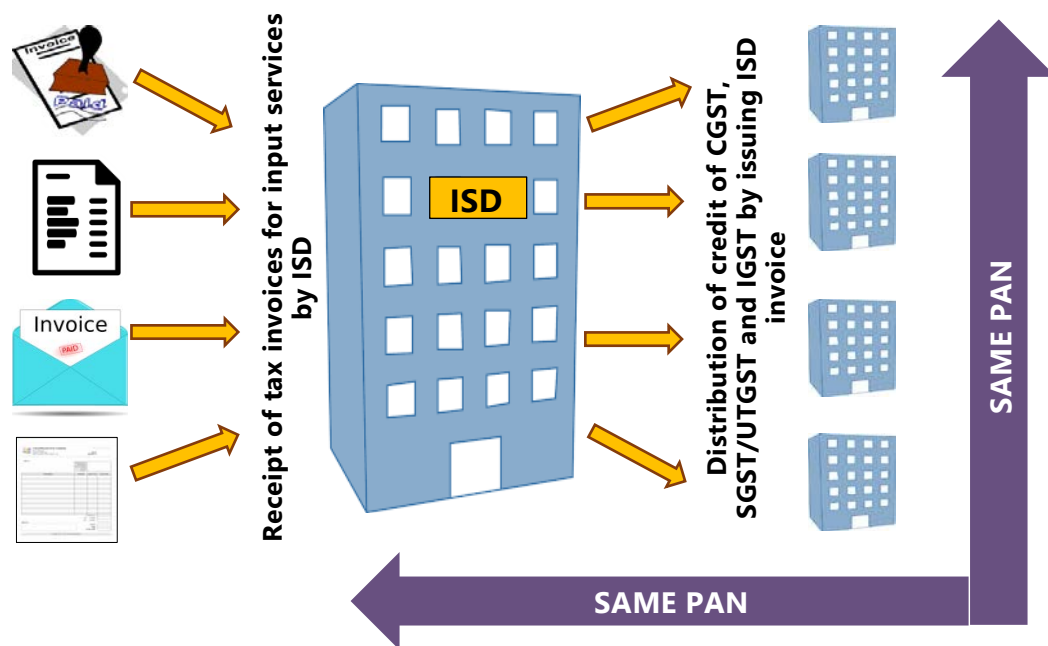 Invoice
Paid
Invoice
PAID
Receipt of tax invoices for input services
by ISD
ISD
Distribution of credit of CGST,
SGST/UTGST and IGST by issuing ISD
invoice
SAME PAN
SAME PAN